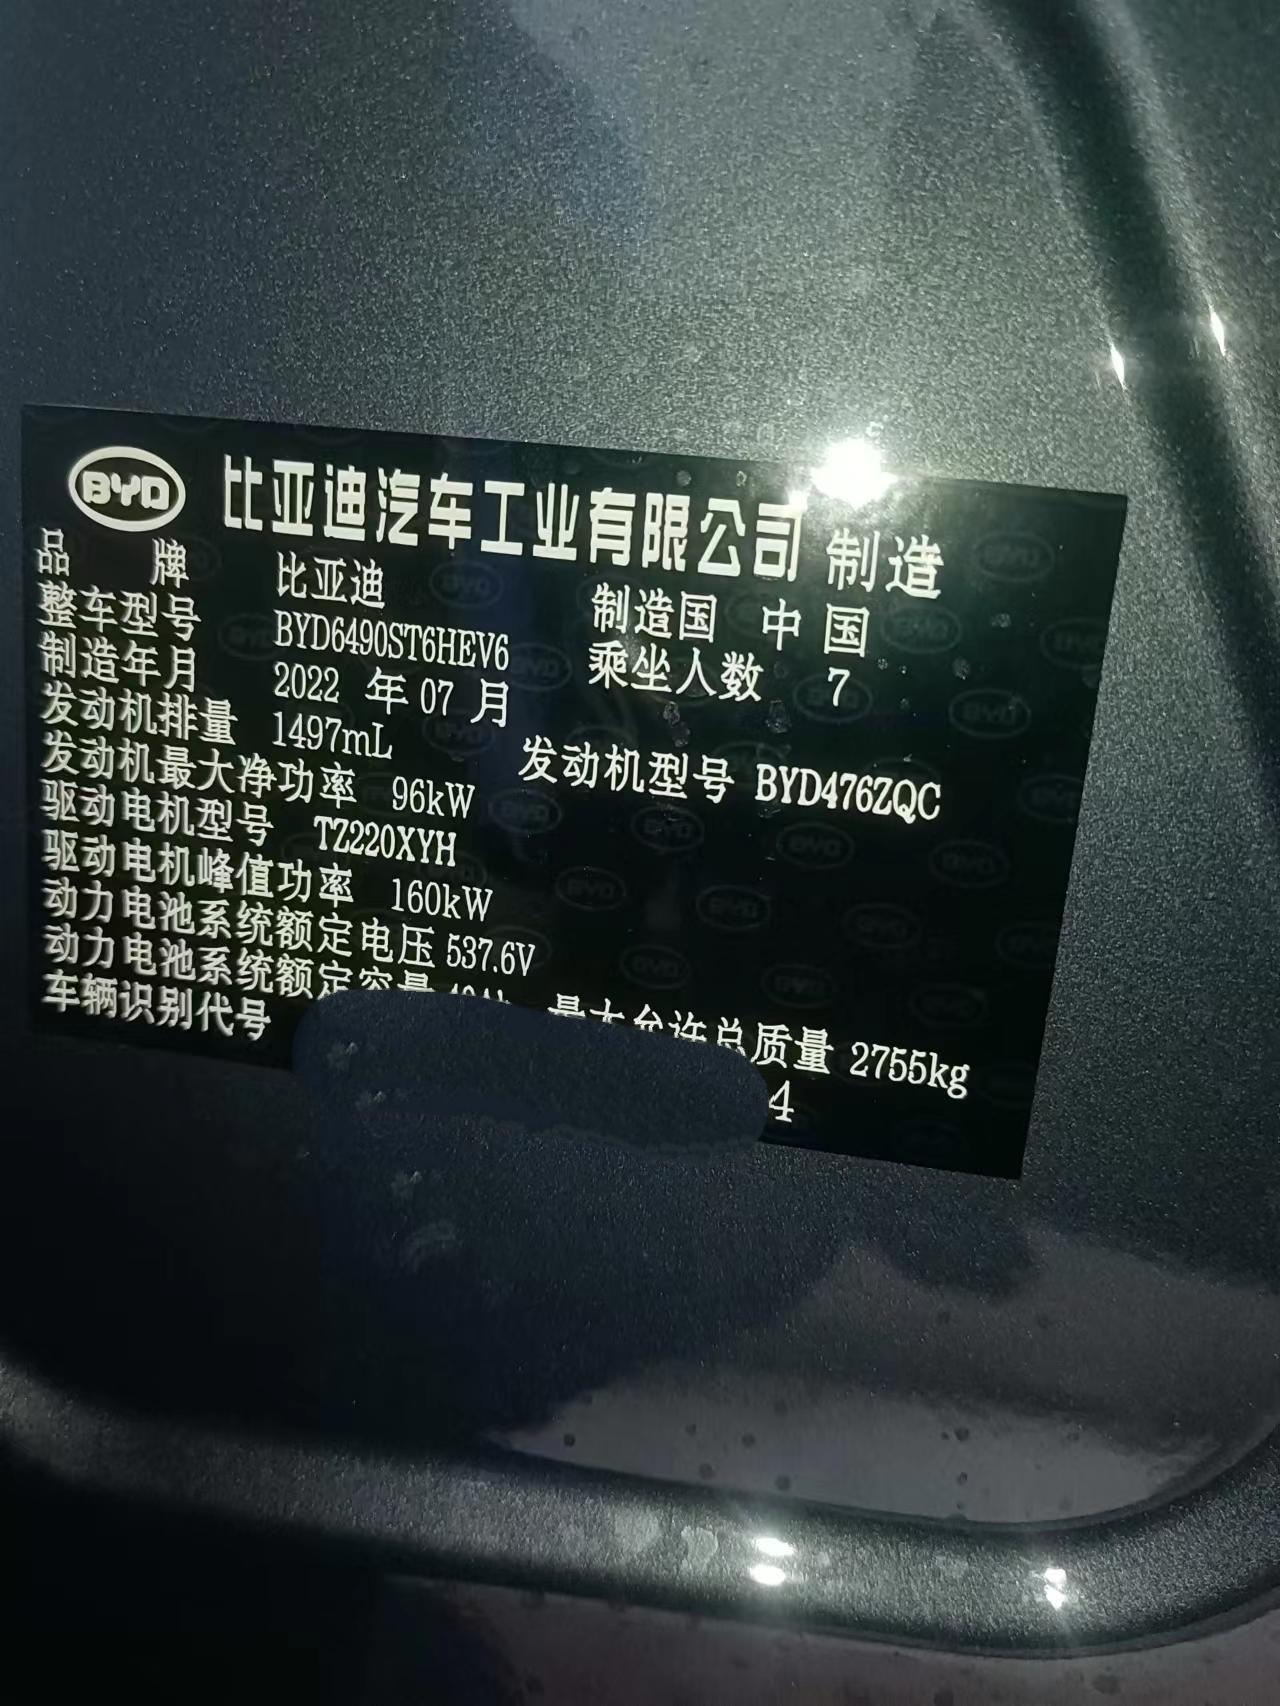 BYD 比亚迪汽车工业有限公司 制造
品 牌 比亚迪 制造国 中国
整车型号 BYD6490ST6HEV6 乘坐人数 7
制造年月 2022 年 07 月
发动机排量 1497mL 发动机型号 BYD476ZQC
发动机最大净功率 96kW
驱动电机型号 TZ220XYH
驱动电机峰值功率 160kW
动力电池系统额定电压 537.6V
动力电池系统额定容量 最大允许总质量 2755kg
车辆识别代号 4